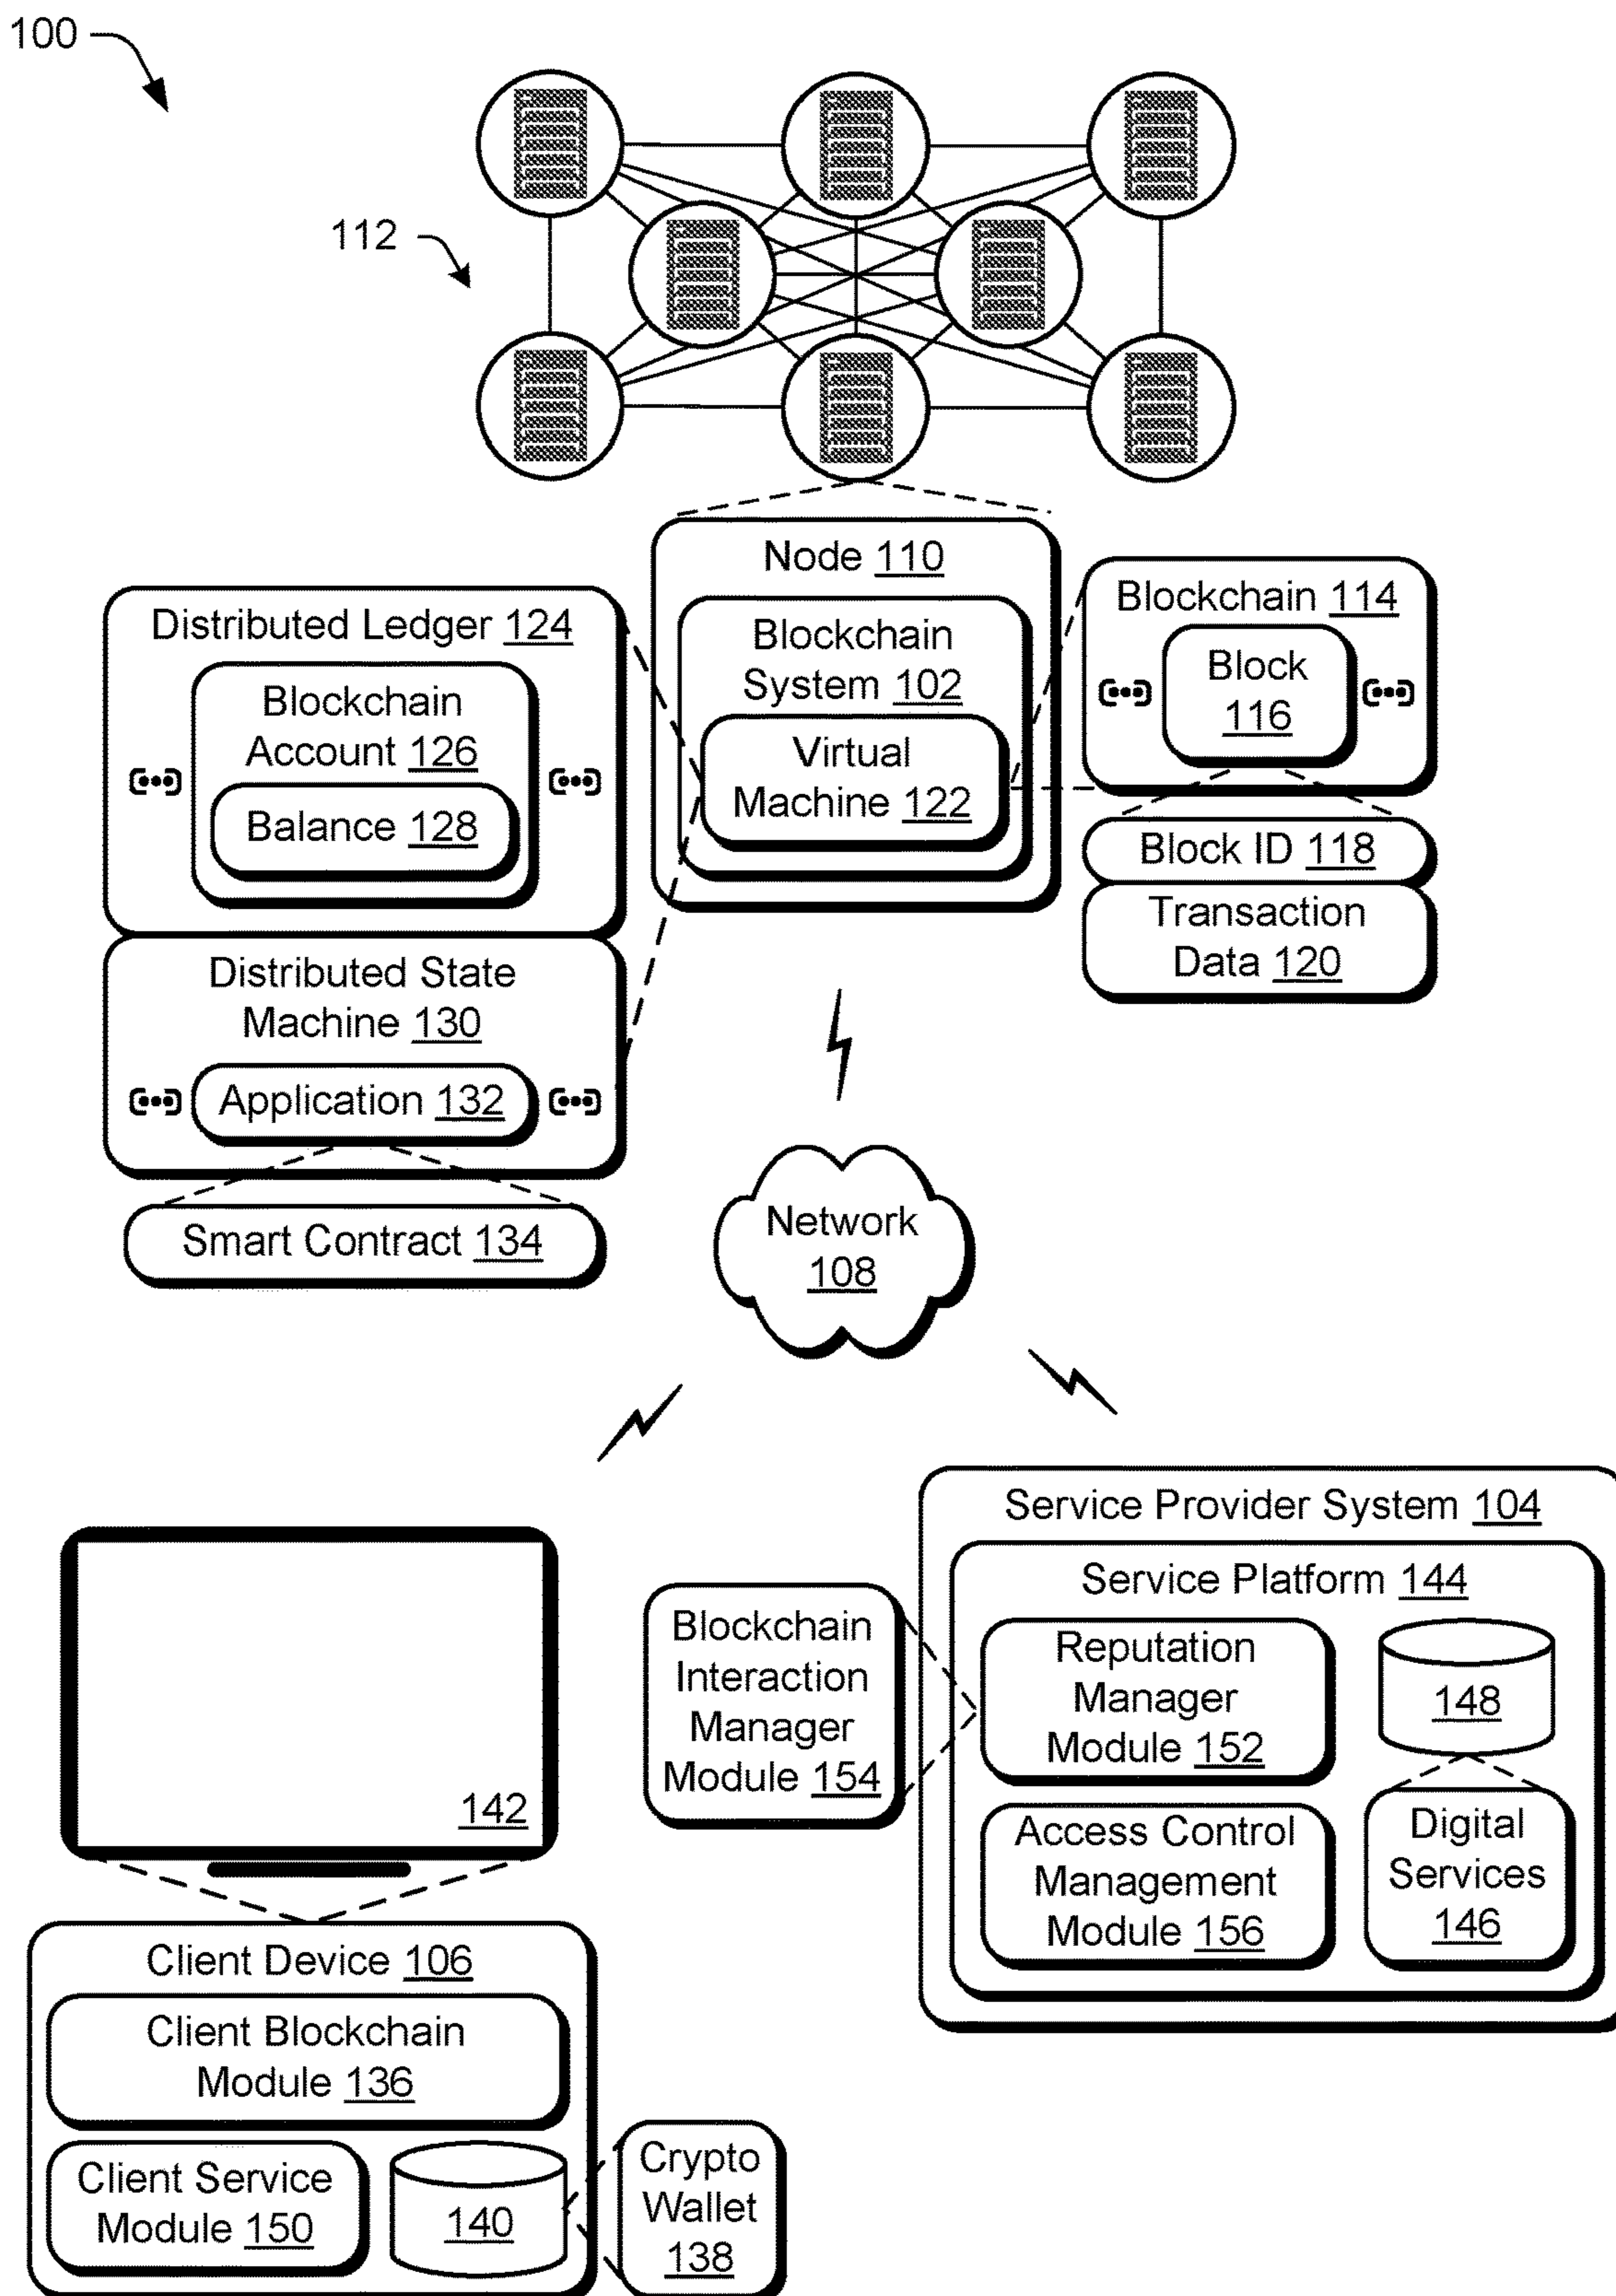 100
112
Node 110
Blockchain
System 102
Virtual
Machine 122
Distributed Ledger 124
Blockchain
Account 126
Balance 128
Distributed State
Machine 130
Application 132
Smart Contract 134
Blockchain 114
Block
116
Block ID 118
Transaction
Data 120
Network
108
Service Provider System 104
Service Platform 144
Reputation
Manager
Module 152
148
Blockchain
Interaction
Manager
Module 154
Access Control
Management
Module 156
Digital
Services
146
142
Client Device 106
Client Blockchain
Module 136
Client Service
Module 150
140
Crypto
Wallet
138